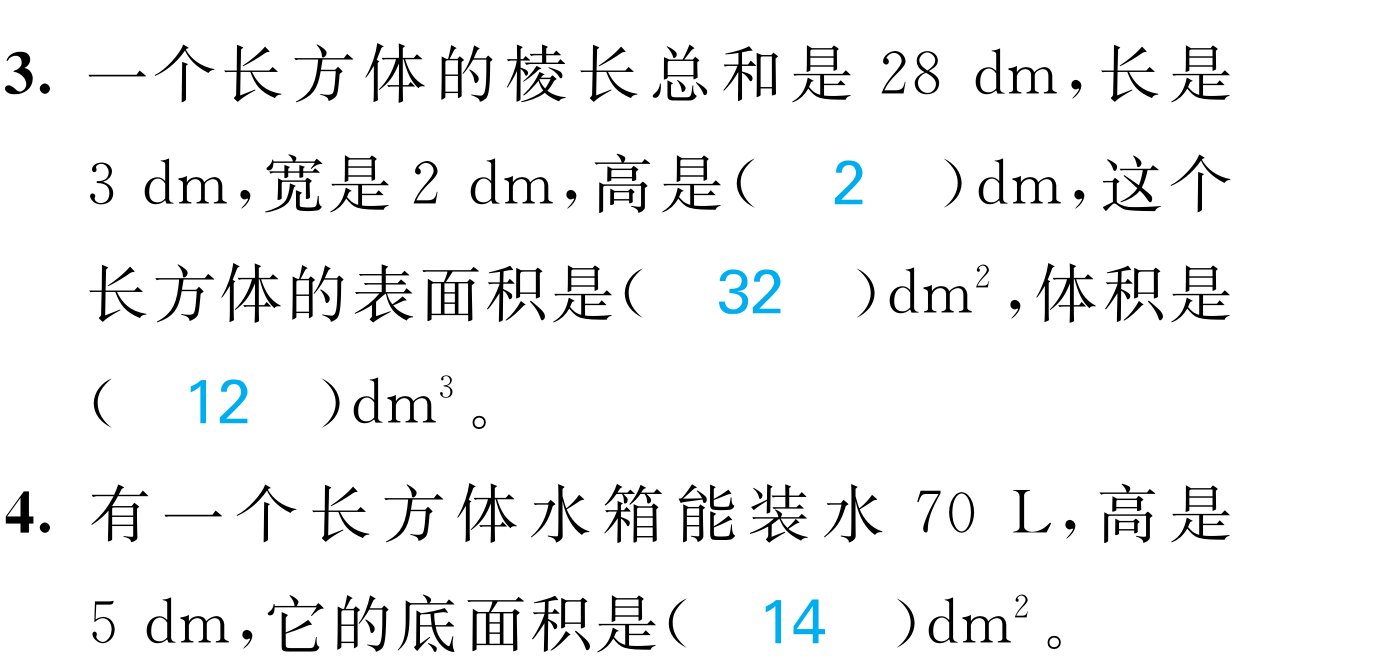 3. 一个长方体的棱长总和是 28 dm,长是
3 dm,宽是 2 dm,高是( 2 )dm,这个
长方体的表面积是( 32 )dm²,体积是
( 12 )dm³。
4. 有一个长方体水箱能装水 70 L,高是
5 dm,它的底面积是( 14 )dm²。